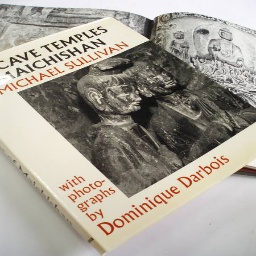 CAVE TEMPLES
MAICHISHAN
MICHAEL SULLIVAN
with
photo-
graphs
by
Dominique Darbois